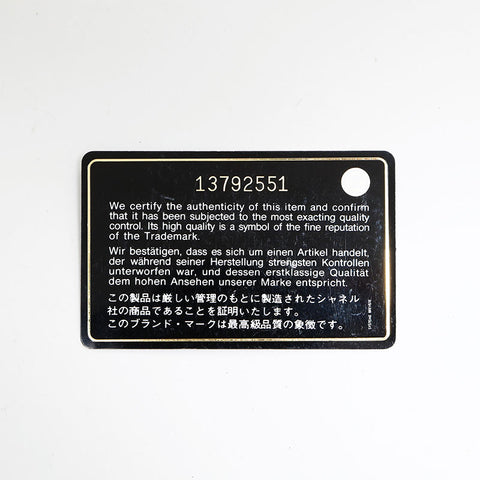 13792551
We certify the authenticity of this item and confirm
that it has been subjected to the most exacting quality
control. Its high quality is a symbol of the fine reputation
of the Trademark.
Wir bestätigen, dass es sich um einen Artikel handelt,
der während seiner Herstellung strengsten Kontrollen
unterworfen war, und dessen erstklassige Qualität
dem hohen Ansehen unserer Marke entspricht.
この製品は厳しい管理のもとに製造されたシャネル
社の商品であることを証明いたします。
このブランド・マークは最高級品質の象徴です。